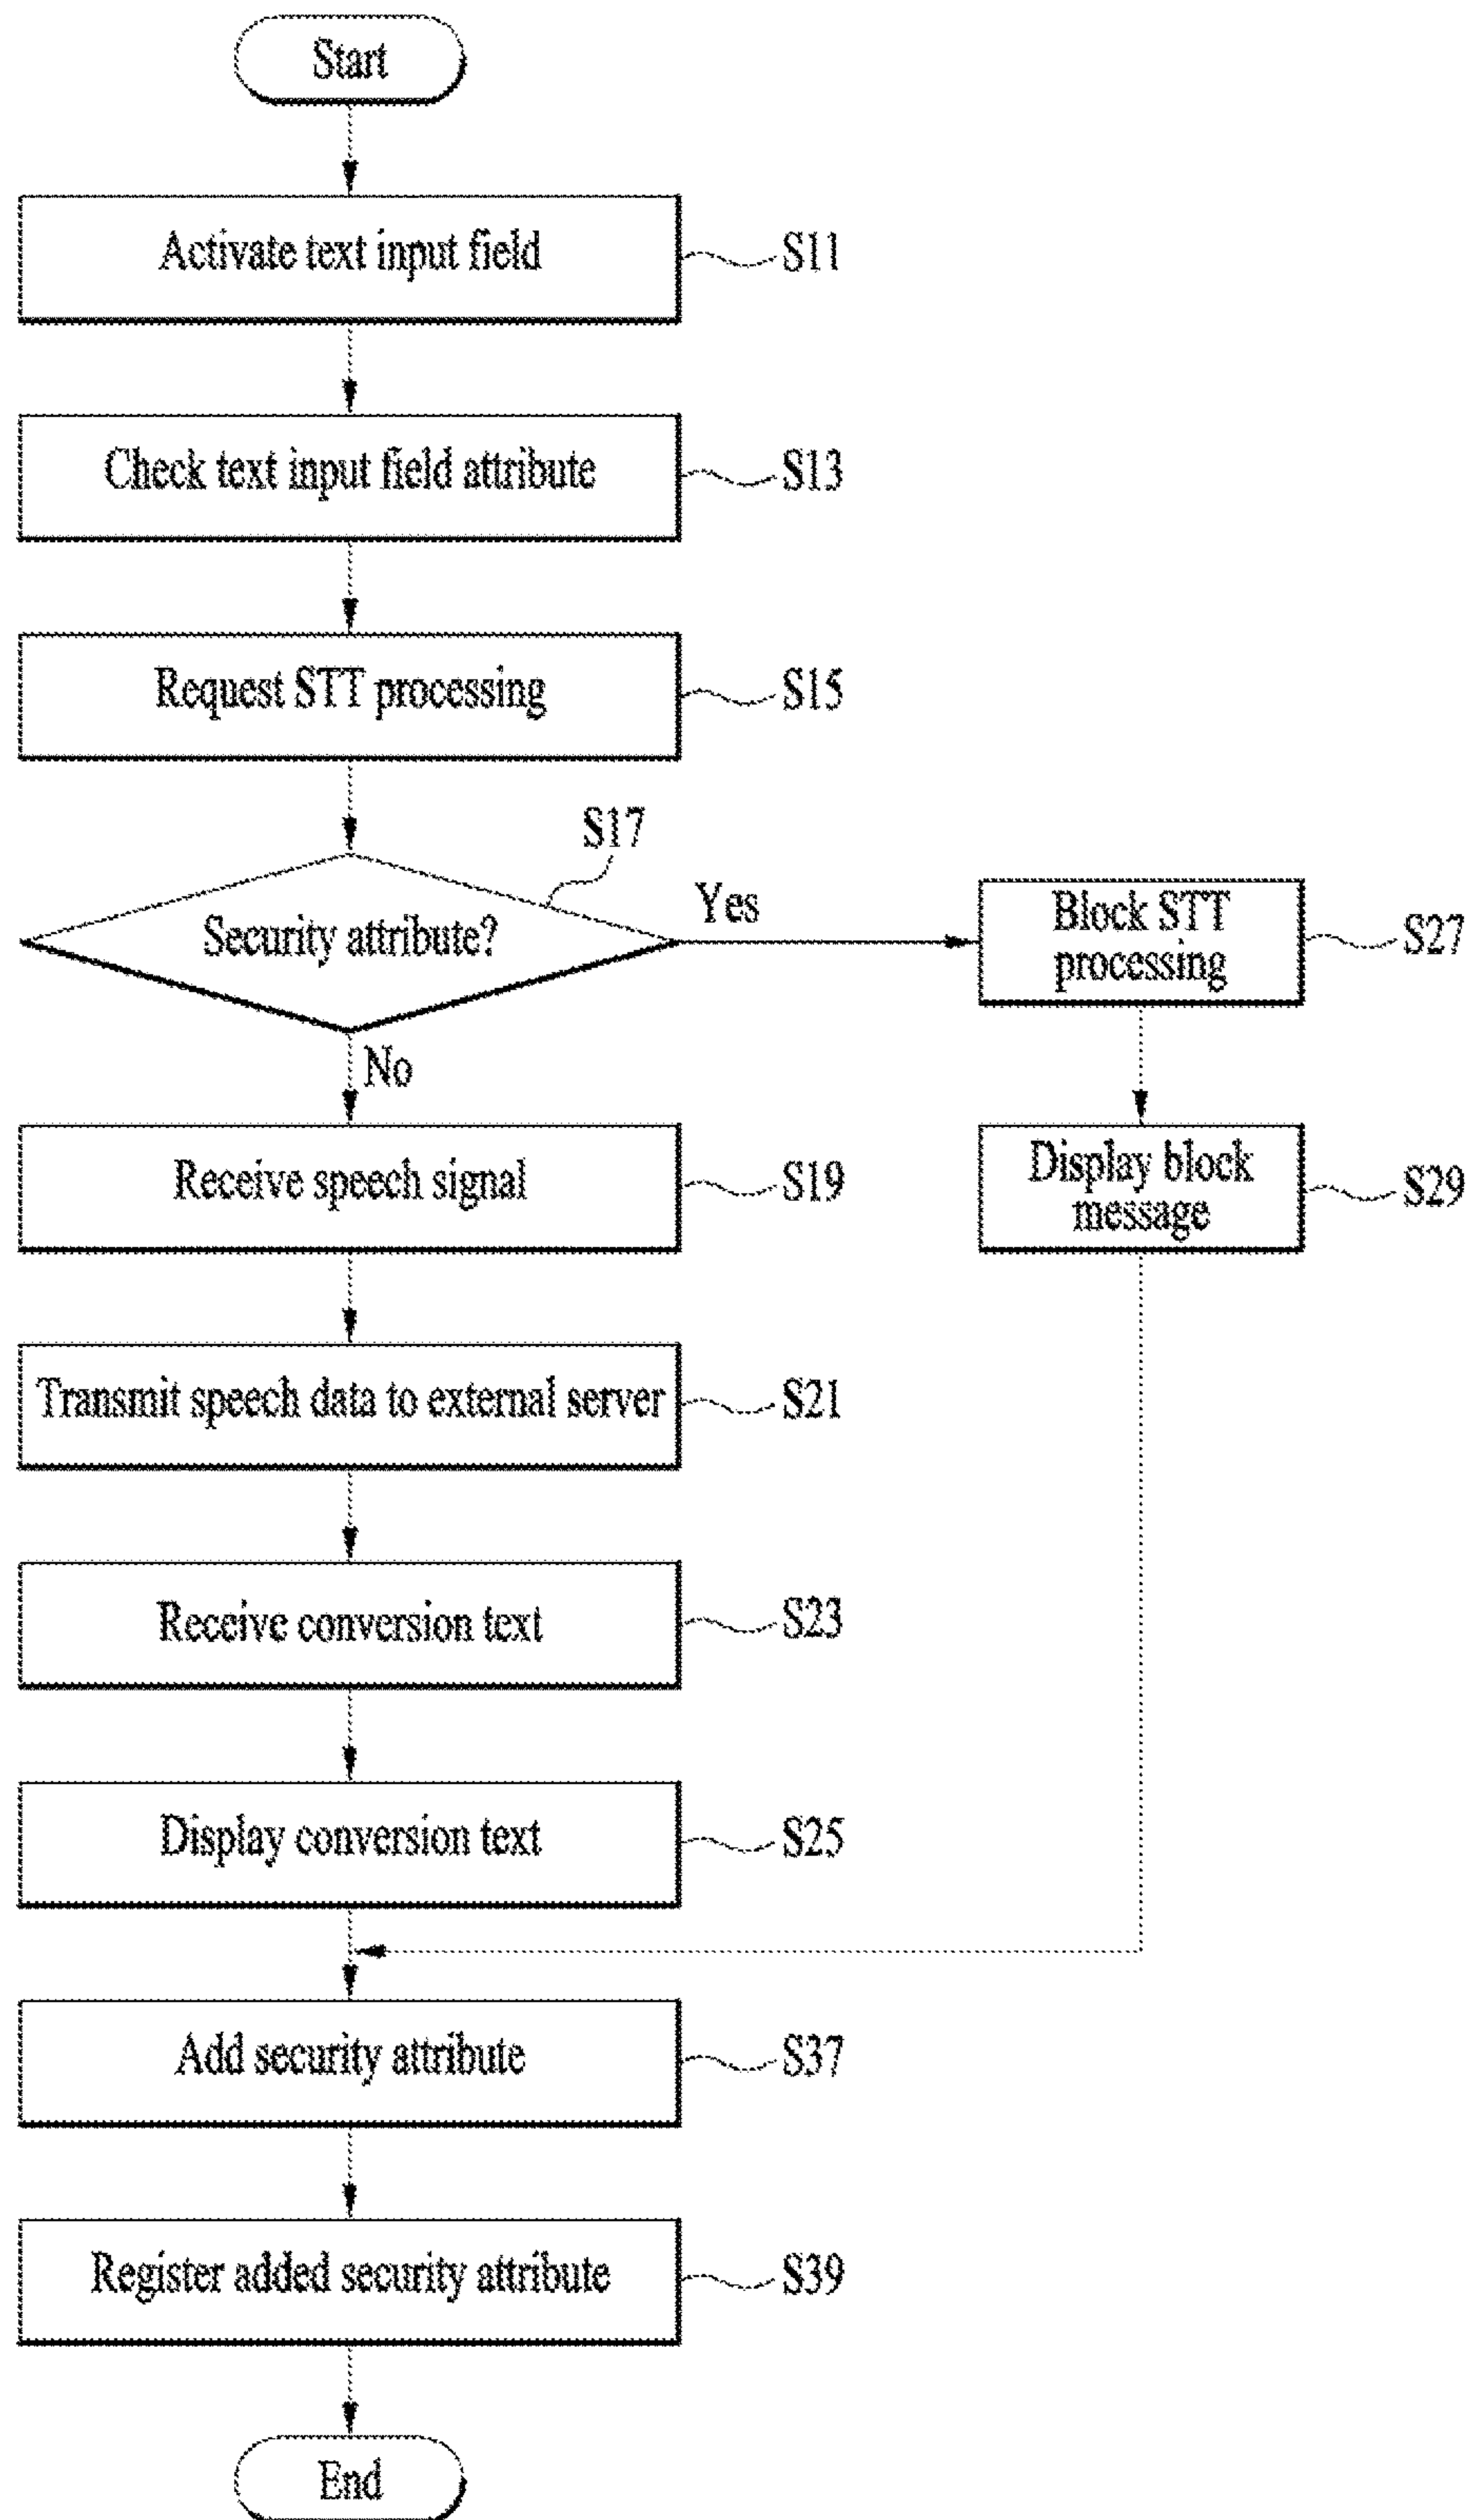 Start
Activate text input field
S11
Check text input field attribute
S13
Request STT processing
S15
S17
Security attribute?
Yes
Block STT
processing
S27
No
Receive speech signal
S19
Display block
message
S29
Transmit speech data to external server
S21
Receive conversion text
S23
Display conversion text
S25
Add security attribute
S37
Register added security attribute
S39
End